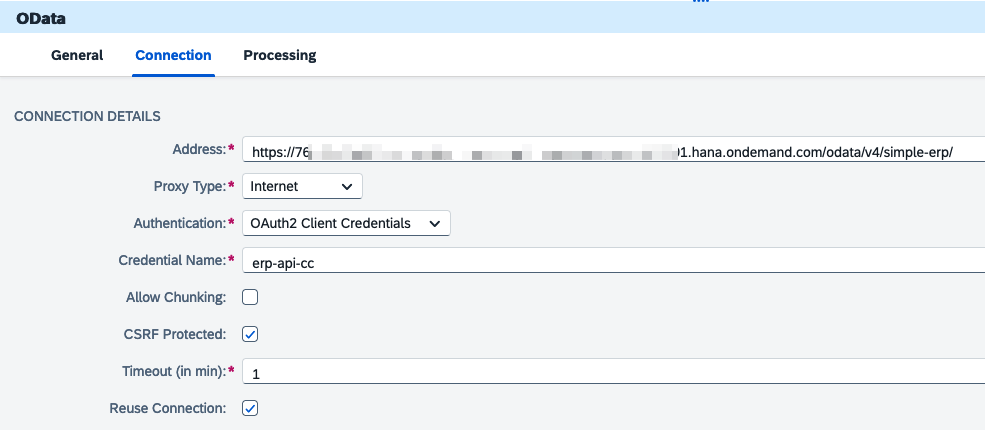 OData
General Connection Processing
CONNECTION DETAILS
Address:* https://76 01.hana.ondemand.com/odata/v4/simple-erp/
Proxy Type:* Internet
Authentication:* OAuth2 Client Credentials
Credential Name:* erp-api-cc
Allow Chunking:
CSRF Protected:
Timeout (in min):* 1
Reuse Connection: